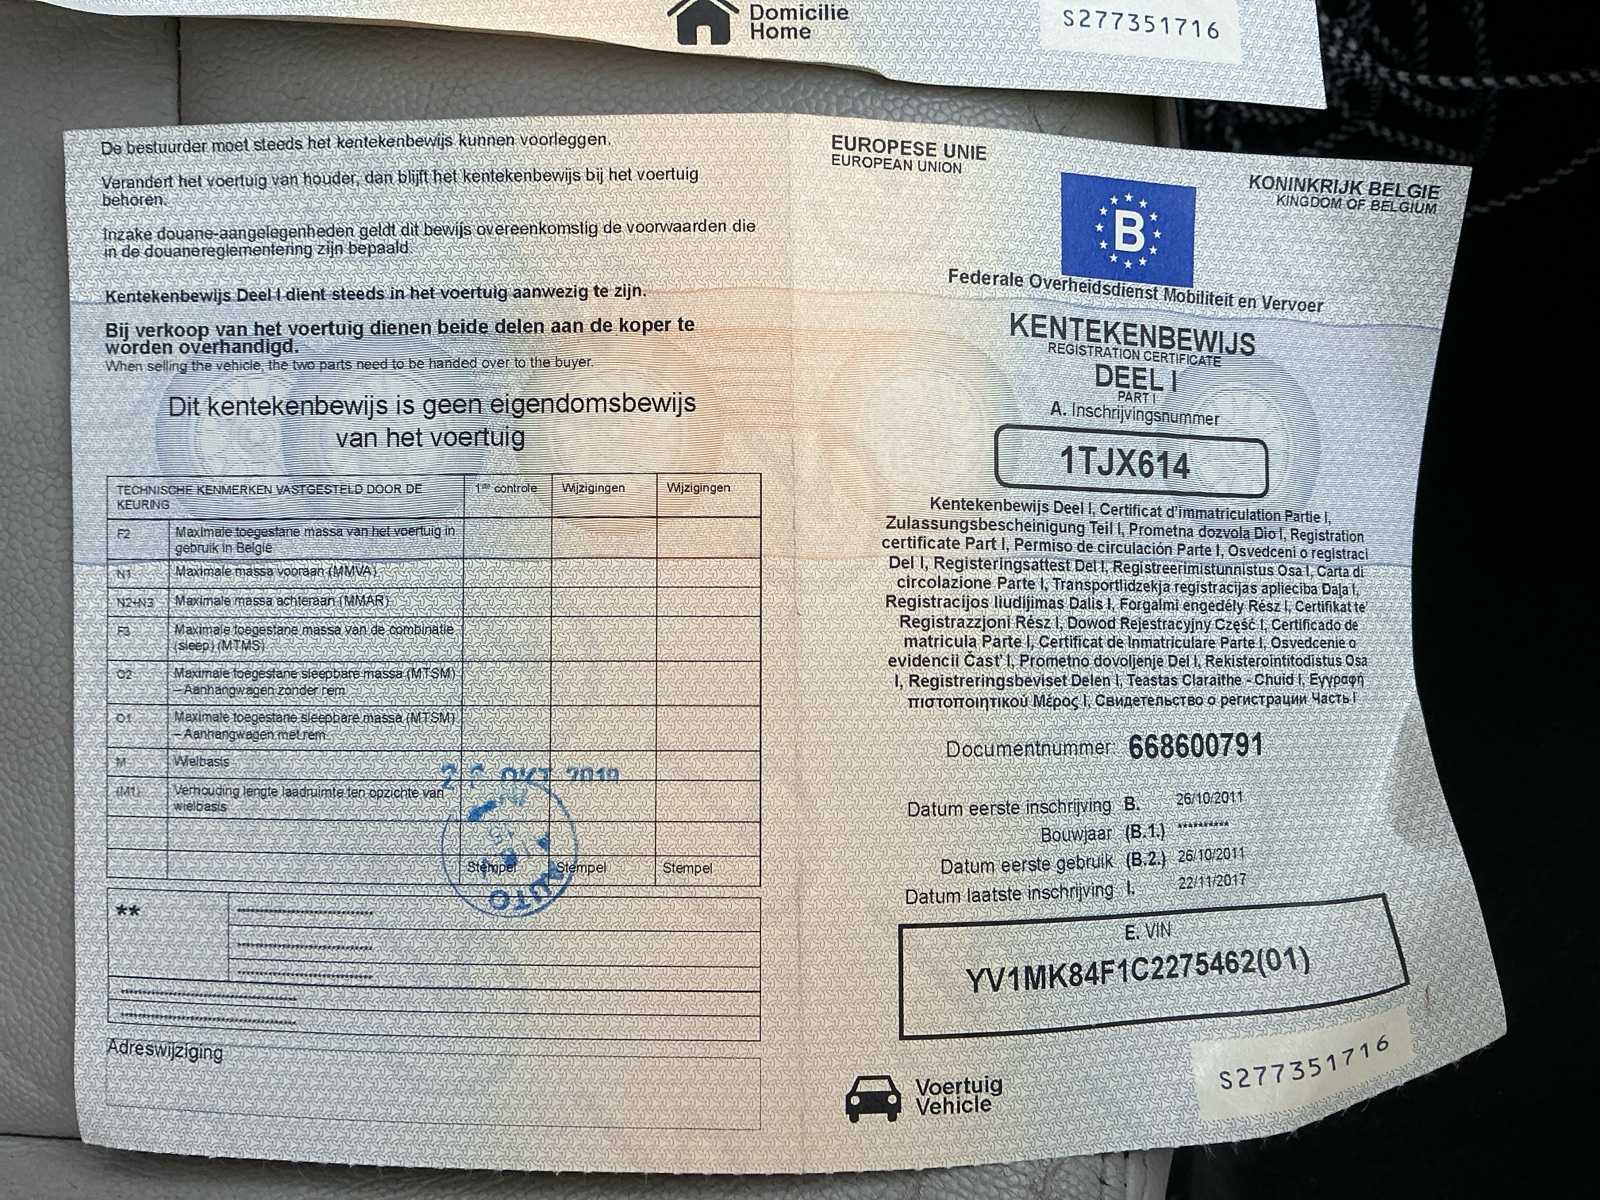 Domicilie
Home
S277351716
De bestuurder moet steeds het kentekenbewijs kunnen voorleggen.
Verandert het voertuig van houder, dan blijft het kentekenbewijs bij het voertuig
behoren.
Inzake douane-aangelegenheden geldt dit bewijs overeenkomstig de voorwaarden die
in de douanereglementering zijn bepaald.
Kentekenbewijs Deel I dient steeds in het voertuig aanwezig te zijn.
Bij verkoop van het voertuig dienen beide delen aan de koper te
worden overhandigd.
When selling the vehicle, the two parts need to be handed over to the buyer.
Dit kentekenbewijs is geen eigendomsbewijs
van het voertuig
TECHNISCHE KENMERKEN VASTGESTELD DOOR DE
KEURING
1ste controle
Wijzigingen
Wijzigingen
F2 Maximale toegestane massa van het voertuig in
gebruik in België
N1 Maximale massa vooraan (MMVA)
N2+N3 Maximale massa achteraan (MMAR)
F3 Maximale toegestane massa van de combinatie
(sleep) (MTMS)
O2 Maximale toegestane sleepbare massa (MTSM)
– Aanhangwagen zonder rem
O1 Maximale toegestane sleepbare massa (MTSM)
– Aanhangwagen met rem
M Wielbasis
(M1) Verhouding lengte laadruimte ten opzichte van
wielbasis
OKT 2019
AUTO
Stempel Stempel Stempel
**
Adreswijziging
EUROPESE UNIE
EUROPEAN UNION
B
KONINKRIJK BELGIE
KINGDOM OF BELGIUM
Federale Overheidsdienst Mobiliteit en Vervoer
KENTEKENBEWIJS
REGISTRATION CERTIFICATE
DEEL I
PART I
A. Inschrijvingsnummer
1TJX614
Kentekenbewijs Deel I, Certificat d'immatriculation Partie I,
Zulassungsbescheinigung Teil I, Prometna dozvola Dio I, Registration
certificate Part I, Permiso de circulación Parte I, Osvedceni o registraci
Del I, Registeringsattest Del I, Registreerimistunnistus Osa I, Carta di
circolazione Parte I, Transportlidzekja registracijas aplieciba Daļa I,
Registracijos liudijimas Dalis I, Forgalmi engedély Rész I, Certifikat te'
Registrazzjoni Rész I, Dowod Rejestracyjny Część I, Certificado de
matricula Parte I, Certificat de Inmatriculare Parte I, Osvedcenie o
evidencii Časť I, Prometno dovoljenje Del I, Rekisterointitodistus Osa
I, Registreringsbeviset Delen I, Teastas Claraithe - Chuid I, Εγγραφή
πιστοποιητικού Μέρος I, Свидетельство о регистрации Часть I
Documentnummer: 668600791
Datum eerste inschrijving B. 26/10/2011
Bouwjaar (B.1.) **********
Datum eerste gebruik (B.2.) 26/10/2011
Datum laatste inschrijving I. 22/11/2017
E. VIN
YV1MK84F1C2275462(01)
Voertuig
Vehicle
S277351716